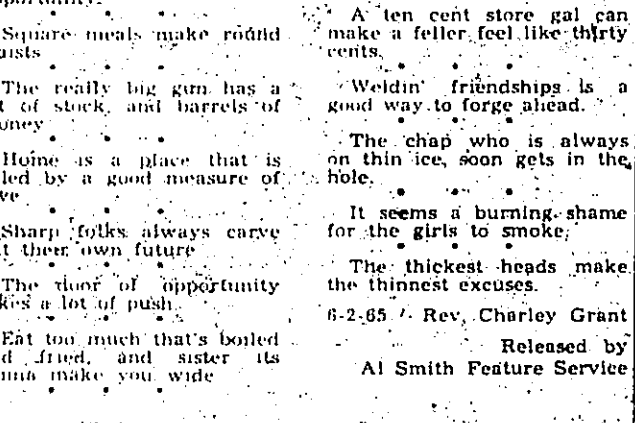 Square meals make round
The really big gun has a
of stock, and barrels of
Home is a place that is
led by a good measure of
Sharp folks always carve
their own future
The door of opportunity
a lot of push.
Eat too much that's boiled
fried, and sister its
make you wide
A ten cent store gal can
make a feller feel like thirty
cents.
Weldin' friendships is a
good way to forge ahead.
The chap who is always
on thin ice, soon gets in the
hole.
It seems a burning shame
for the girls to smoke.
The thickest heads make
the thinnest excuses.
6-2-65 Rev. Charley Grant
Released by
Al Smith Feature Service